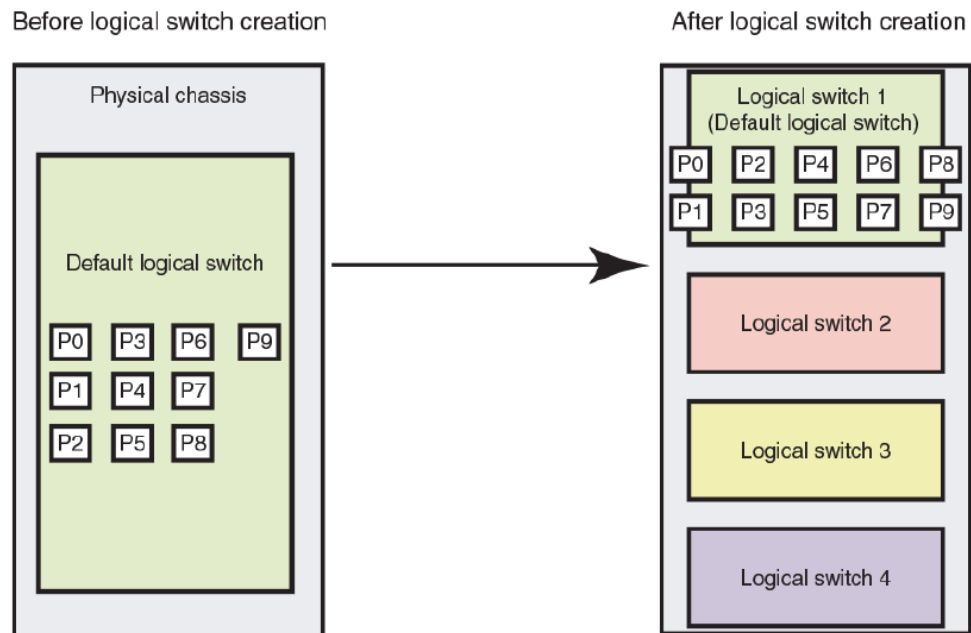 Before logical switch creation
After logical switch creation
Physical chassis
Default logical switch
P0 P3 P6 P9
P1 P4 P7
P2 P5 P8
Logical switch 1
(Default logical switch)
P0 P2 P4 P6 P8
P1 P3 P5 P7 P9
Logical switch 2
Logical switch 3
Logical switch 4